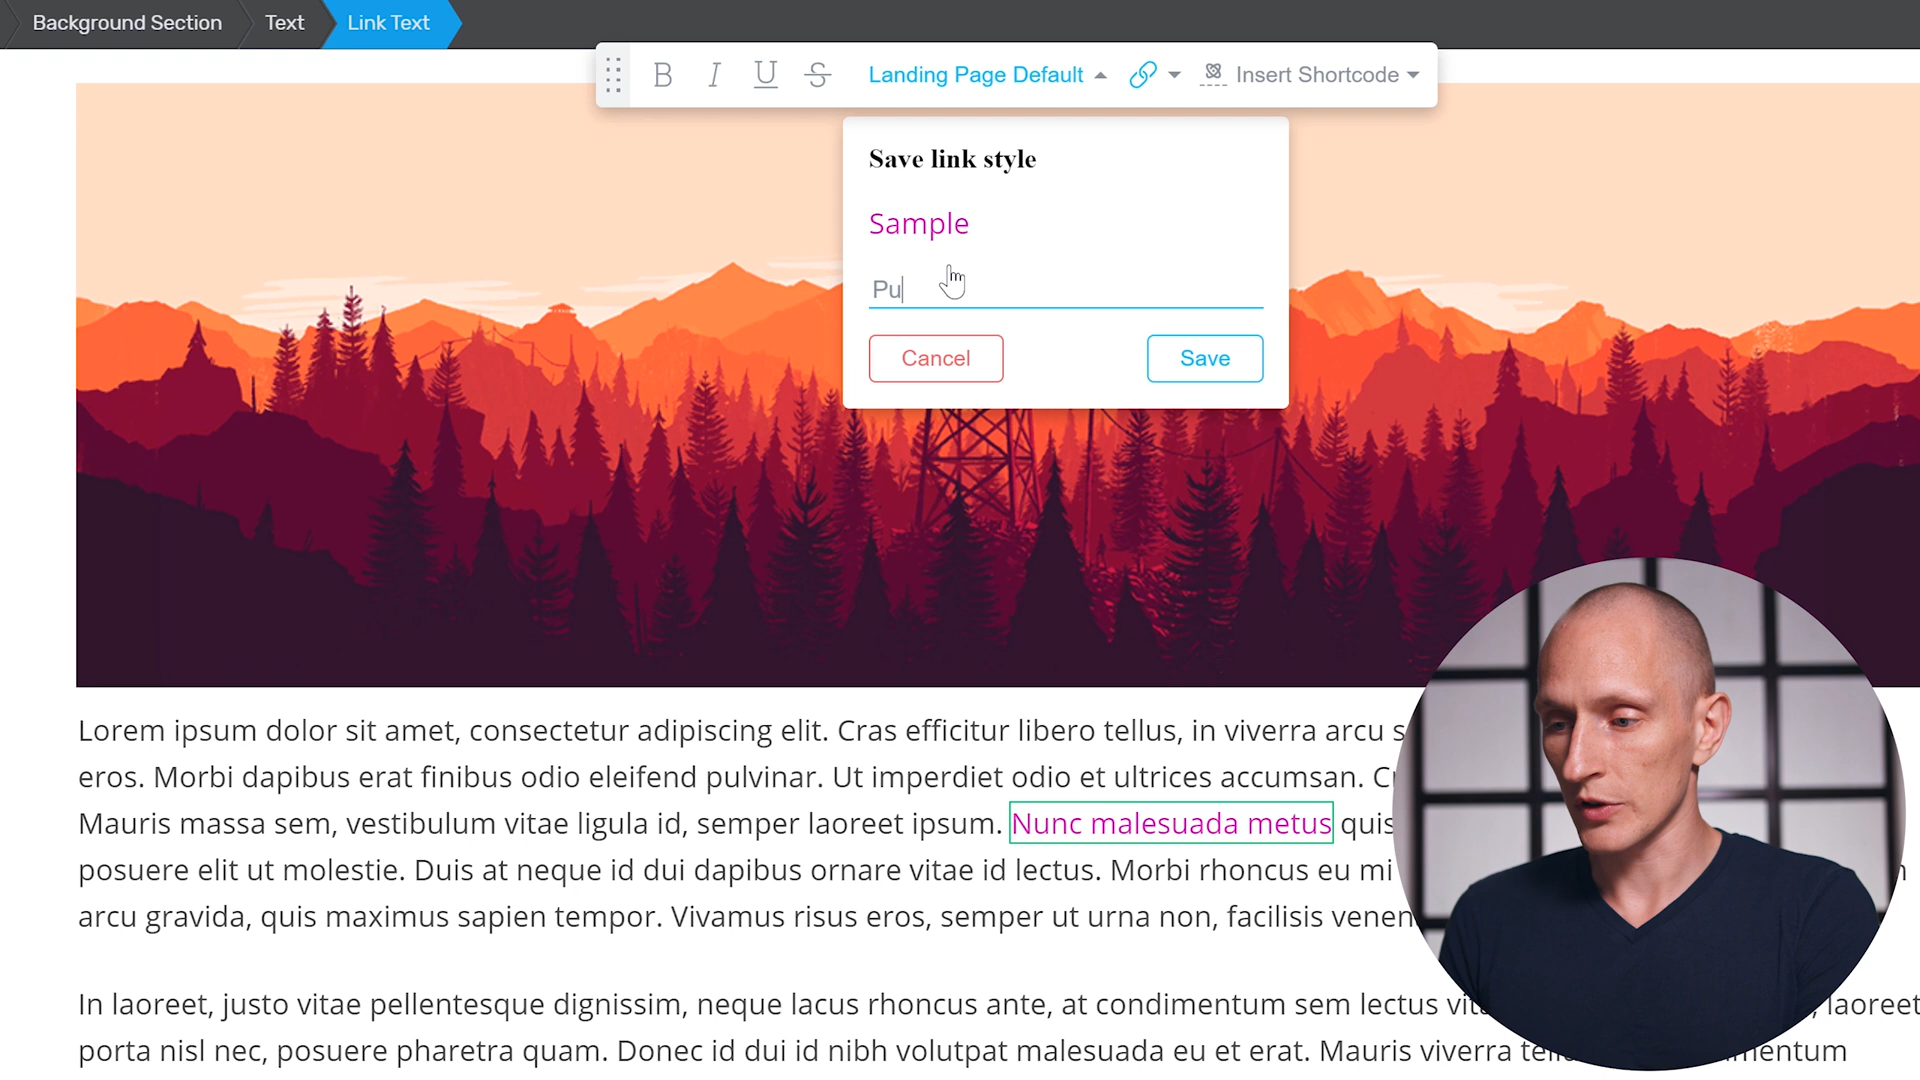 Background Section Text Link Text
B I U S Landing Page Default Insert Shortcode
Save link style
Sample
Pu
Cancel Save
Lorem ipsum dolor sit amet, consectetur adipiscing elit. Cras efficitur libero tellus, in viverra arcu
eros. Morbi dapibus erat finibus odio eleifend pulvinar. Ut imperdiet odio et ultrices accumsan.
Mauris massa sem, vestibulum vitae ligula id, semper laoreet ipsum. Nunc malesuada metus quis
posuere elit ut molestie. Duis at neque id dui dapibus ornare vitae id lectus. Morbi rhoncus eu mi
arcu gravida, quis maximus sapien tempor. Vivamus risus eros, semper ut urna non, facilisis
In laoreet, justo vitae pellentesque dignissim, neque lacus rhoncus ante, at condimentum sem lectus laoreet
porta nisl nec, posuere pharetra quam. Donec id dui id nibh volutpat malesuada eu et erat. Mauris viverra